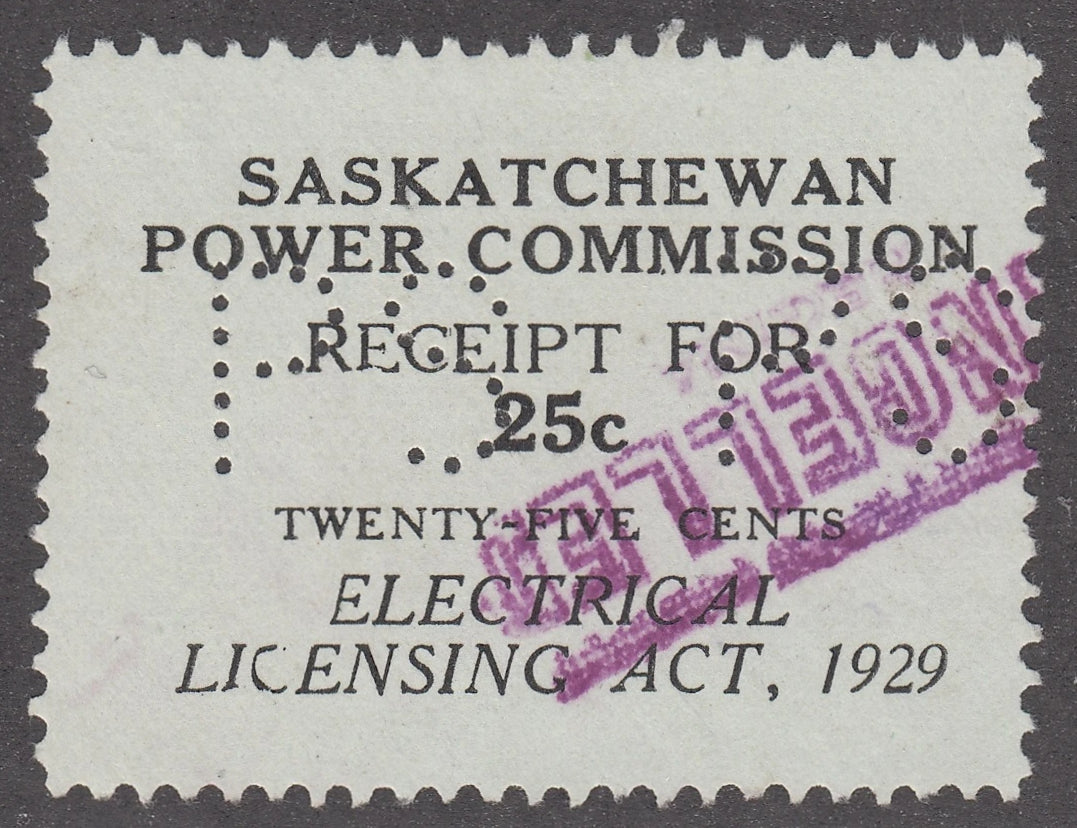 SASKATCHEWAN
POWER COMMISSION
RECEIPT FOR
25c
TWENTY-FIVE CENTS
ELECTRICAL
LICENSING ACT, 1929